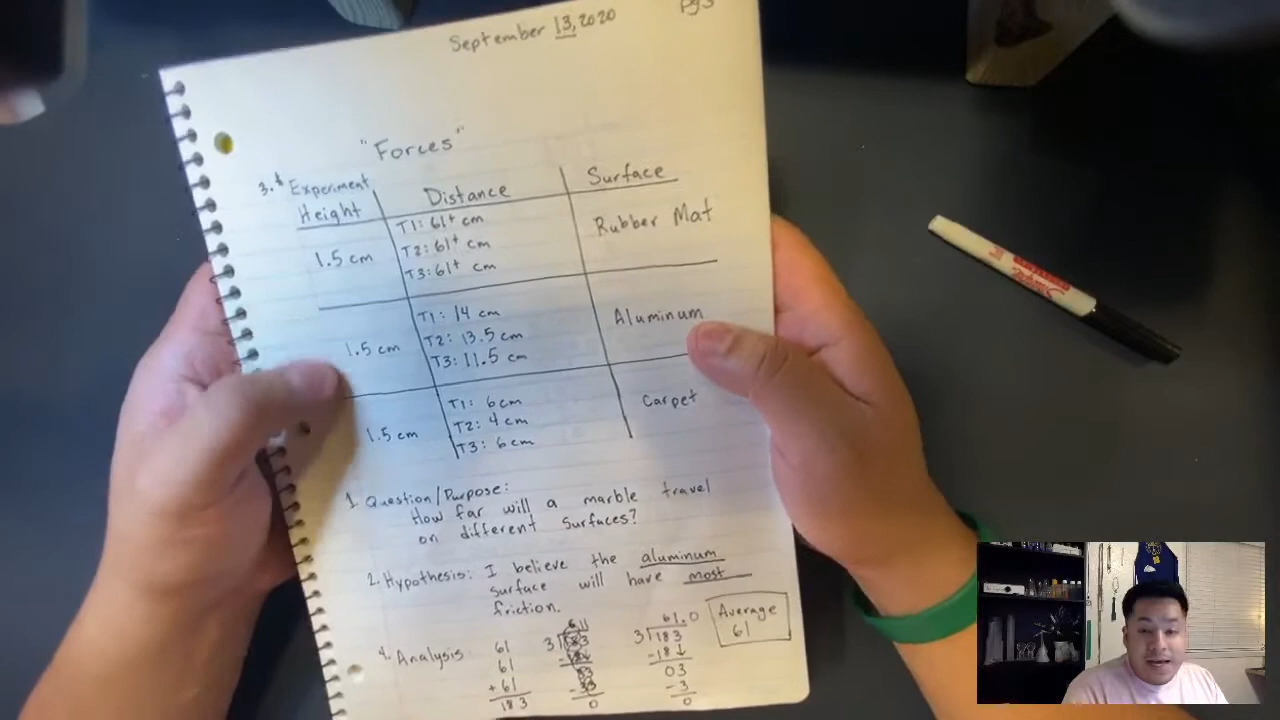 September 13, 2020
Pg3
"Forces"
3.* Experiment
Height
Distance
Surface
1.5 cm
T1: 61+ cm
T2: 61+ cm
T3: 61+ cm
Rubber Mat
1.5 cm
T1: 14 cm
T2: 13.5 cm
T3: 11.5 cm
Aluminum
1.5 cm
T1: 6 cm
T2: 4 cm
T3: 6 cm
Carpet
1. Question/Purpose:
How far will a marble travel
on different surfaces?
2. Hypothesis: I believe the aluminum
surface will have most
friction.
4. Analysis
61
61
+ 61
183
61.0
3 183
-18
03
-3
0
Average
61